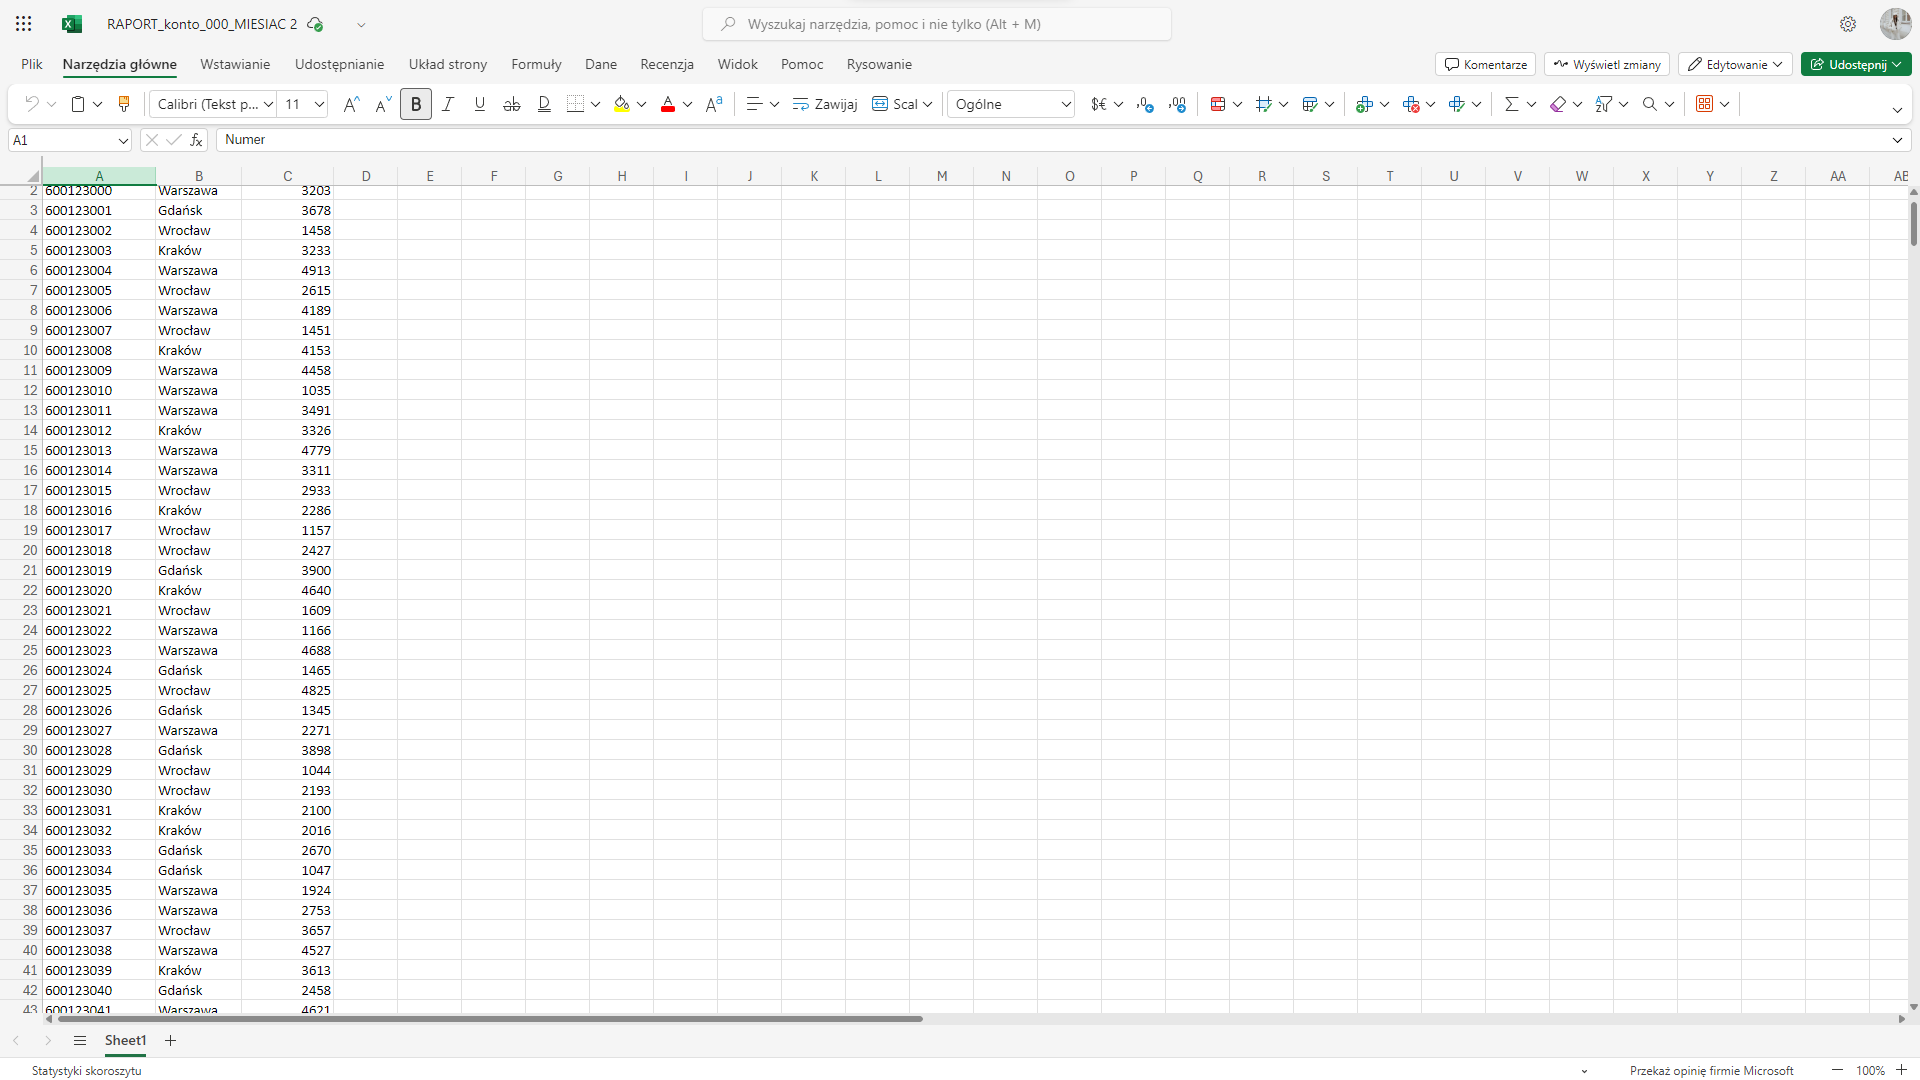 RAPORT_konto_000_MIESIAC 2
Wyszukaj narzędzia, pomoc i nie tylko (Alt + M)
Plik Narzędzia główne Wstawianie Udostępnianie Układ strony Formuły Dane Recenzja Widok Pomoc Rysowanie Komentarze Wyświetl zmiany Edytowanie Udostępnij
Calibri (Tekst p... 11 A A B I U ab D A A Zawijaj Scal Ogólne $€
A1 fx Numer
A B C D E F G H I J K L M N O P Q R S T U V W X Y Z AA AB
2 600123000 Warszawa 3203
3 600123001 Gdańsk 3678
4 600123002 Wrocław 1458
5 600123003 Kraków 3233
6 600123004 Warszawa 4913
7 600123005 Wrocław 2615
8 600123006 Warszawa 4189
9 600123007 Wrocław 1451
10 600123008 Kraków 4153
11 600123009 Warszawa 4458
12 600123010 Warszawa 1035
13 600123011 Warszawa 3491
14 600123012 Kraków 3326
15 600123013 Warszawa 4779
16 600123014 Warszawa 3311
17 600123015 Wrocław 2933
18 600123016 Kraków 2286
19 600123017 Wrocław 1157
20 600123018 Wrocław 2427
21 600123019 Gdańsk 3900
22 600123020 Kraków 4640
23 600123021 Wrocław 1609
24 600123022 Warszawa 1166
25 600123023 Warszawa 4688
26 600123024 Gdańsk 1465
27 600123025 Wrocław 4825
28 600123026 Gdańsk 1345
29 600123027 Warszawa 2271
30 600123028 Gdańsk 3898
31 600123029 Wrocław 1044
32 600123030 Wrocław 2193
33 600123031 Kraków 2100
34 600123032 Kraków 2016
35 600123033 Gdańsk 2670
36 600123034 Gdańsk 1047
37 600123035 Warszawa 1924
38 600123036 Warszawa 2753
39 600123037 Wrocław 3657
40 600123038 Warszawa 4527
41 600123039 Kraków 3613
42 600123040 Gdańsk 2458
43 600123041 Warszawa 4621
Sheet1
Statystyki skoroszytu Przekaż opinię firmie Microsoft 100%